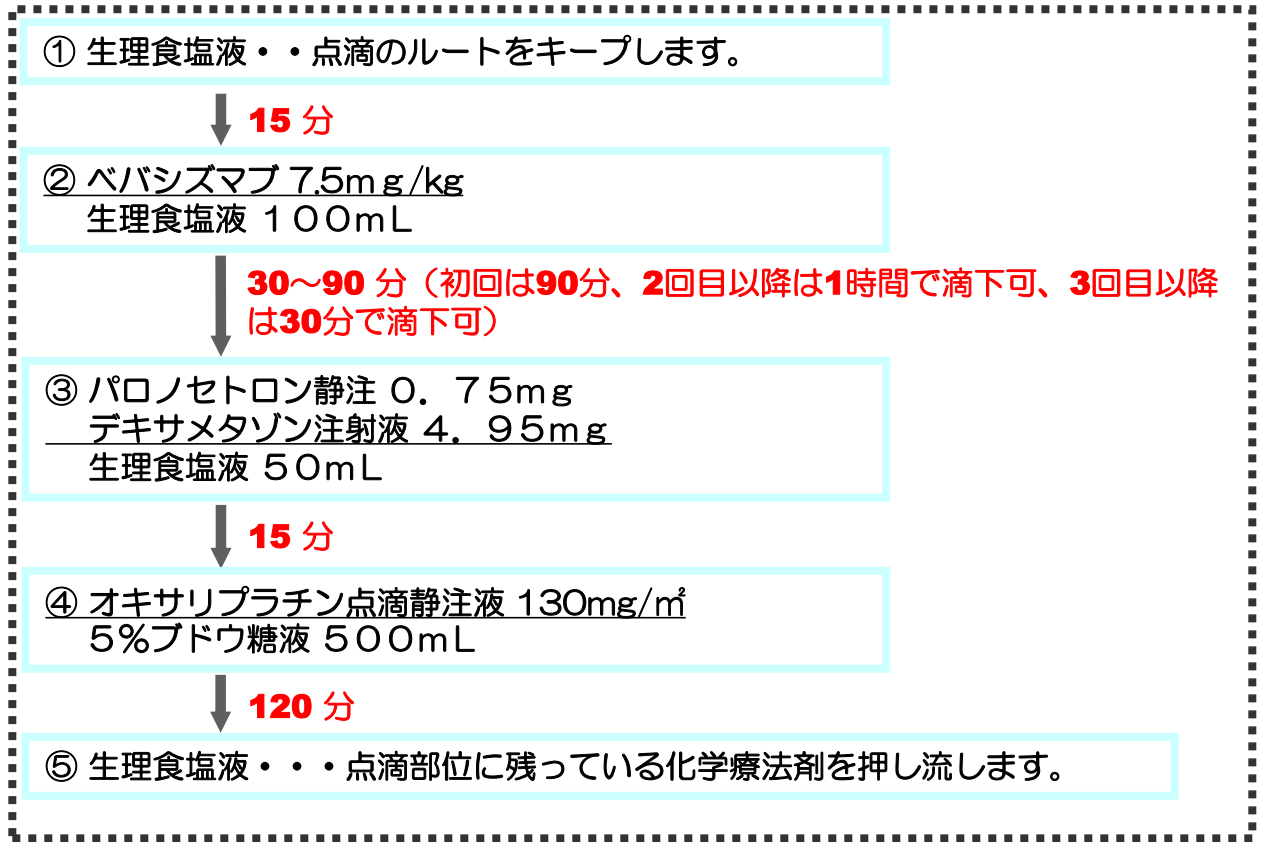 ① 生理食塩液・・点滴のルートをキープします。
15 分
② ベバシズマブ 7.5ｍｇ/kg
生理食塩液 １００ｍL
30～90 分（初回は90分、2回目以降は1時間で滴下可、3回目以降
は30分で滴下可）
③ パロノセトロン静注 ０．７５ｍｇ
デキサメタゾン注射液 ４．９５ｍｇ
生理食塩液 ５０ｍL
15 分
④ オキサリプラチン点滴静注液 130mg/㎡
５％ブドウ糖液 ５００ｍL
120 分
⑤ 生理食塩液・・・点滴部位に残っている化学療法剤を押し流します。